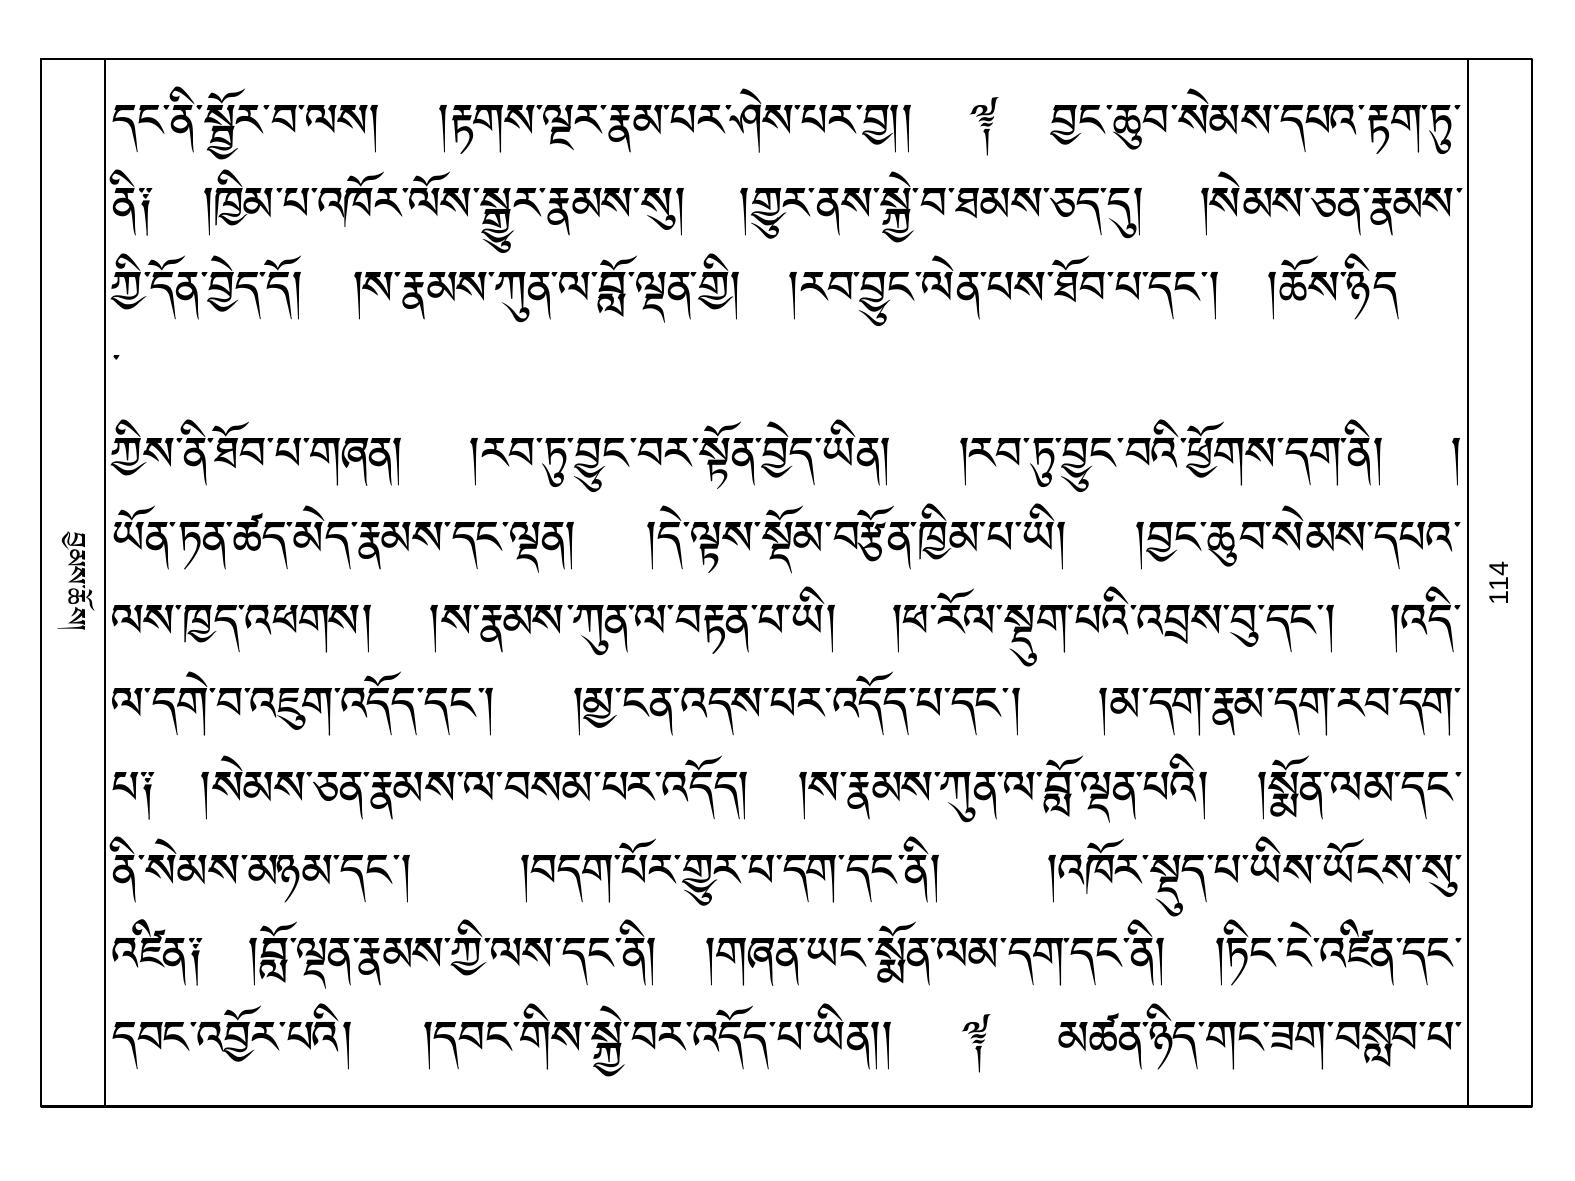 དང་ནི་སྦྱོར་བ་ལས། །རྟགས་ལྔར་རྣམ་པར་ཤེས་པར་བྱ།། ༈ བྱང་ཆུབ་སེམས་དཔའ་རྟག་ཏུ་
ནི༔ །ཁྱིམ་པ་འཁོར་ལོས་སྒྱུར་རྣམས་སུ། །གྱུར་ནས་སྐྱེ་བ་ཐམས་ཅད་དུ། །སེམས་ཅན་རྣམས་
ཀྱི་དོན་བྱེད་དོ། །ས་རྣམས་ཀུན་ལ་བློ་ལྡན་གྱི། །རབ་བྱུང་ལེན་པས་ཐོབ་པ་དང་། །ཆོས་ཉིད
་
ཀྱིས་ནི་ཐོབ་པ་གཞན། །རབ་ཏུ་བྱུང་བར་སྟོན་བྱེད་ཡིན། །རབ་ཏུ་བྱུང་བའི་ཕྱོགས་དག་ནི། །
ཡོན་ཏན་ཚད་མེད་རྣམས་དང་ལྡན། །དེ་ལྟས་སྡོམ་བརྩོན་ཁྱིམ་པ་ཡི། །བྱང་ཆུབ་སེམས་དཔའ་
ལས་ཁྱད་འཕགས། །ས་རྣམས་ཀུན་ལ་བརྟན་པ་ཡི། །ཕ་རོལ་སྡུག་པའི་འབྲས་བུ་དང་། །འདི་
ལ་དགེ་བ་འཇུག་འདོད་དང་། །མྱ་ངན་འདས་པར་འདོད་པ་དང་། །མ་དག་རྣམ་དག་རབ་དག་
པ༔ །སེམས་ཅན་རྣམས་ལ་བསམ་པར་འདོད། །ས་རྣམས་ཀུན་ལ་བློ་ལྡན་པའི། །སྨོན་ལམ་དང་
ནི་སེམས་མཉམ་དང་། །བདག་པོར་གྱུར་པ་དག་དང་ནི། །འཁོར་སྡུད་པ་ཡིས་ཡོངས་སུ་
འཛིན༔ །བློ་ལྡན་རྣམས་ཀྱི་ལས་དང་ནི། །གཞན་ཡང་སྨོན་ལམ་དག་དང་ནི། །ཏིང་ངེ་འཛིན་དང་
དབང་འབྱོར་པའི། །དབང་གིས་སྐྱེ་བར་འདོད་པ་ཡིན།། ༈ མཚན་ཉིད་གང་ཟག་བསླབ་པ་
བྱམས་ཆོས།
114